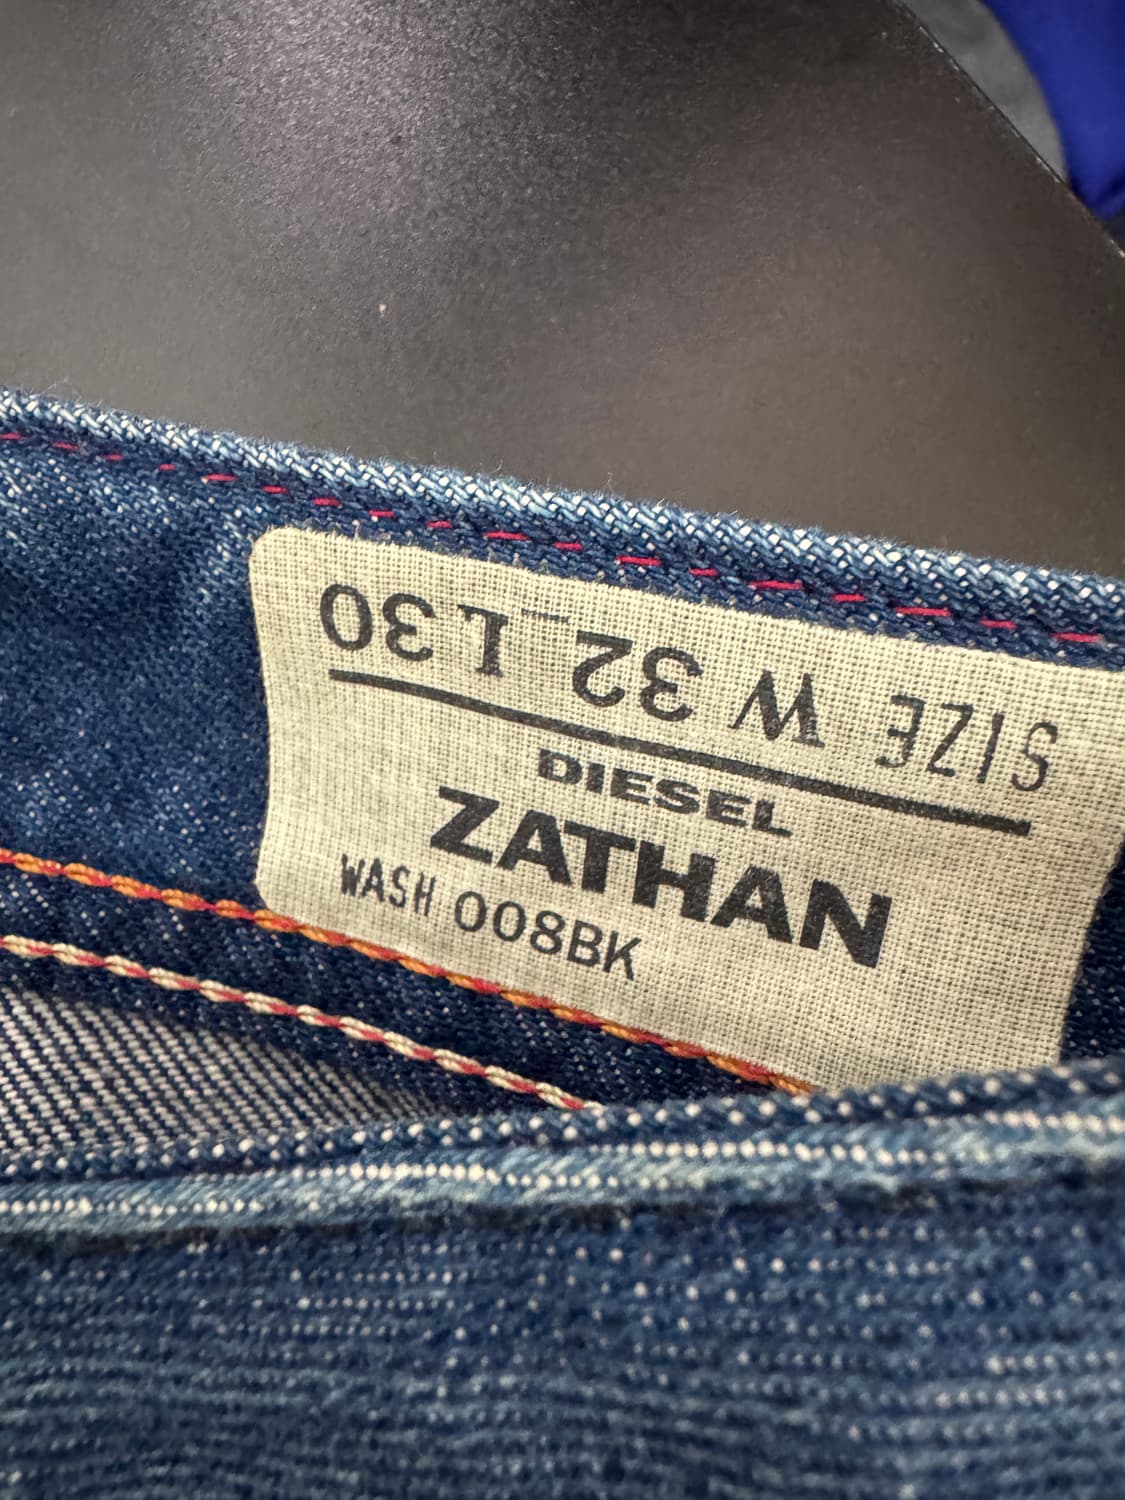 SIZE W 32 L 30
DIESEL
ZATHAN
WASH 008BK